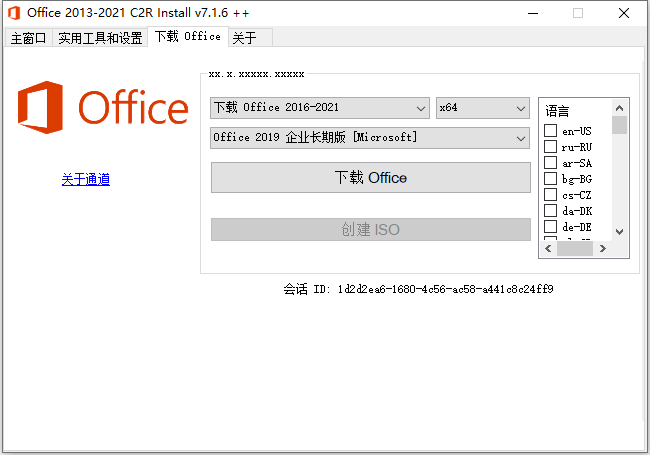 Office 2013-2021 C2R Install v7.1.6 ++
主窗口 实用工具和设置 下载 Office 关于
xx.x.xxxxx.xxxxx
Office
下载 Office 2016-2021 x64
语言
en-US
Office 2019 企业长期版 [Microsoft]
ru-RU
ar-SA
关于通道
下载 Office
bg-BG
cs-CZ
da-DK
创建 ISO
de-DE
会话 ID: 1d2d2ea6-1680-4c56-ac58-a441c8c24ff9